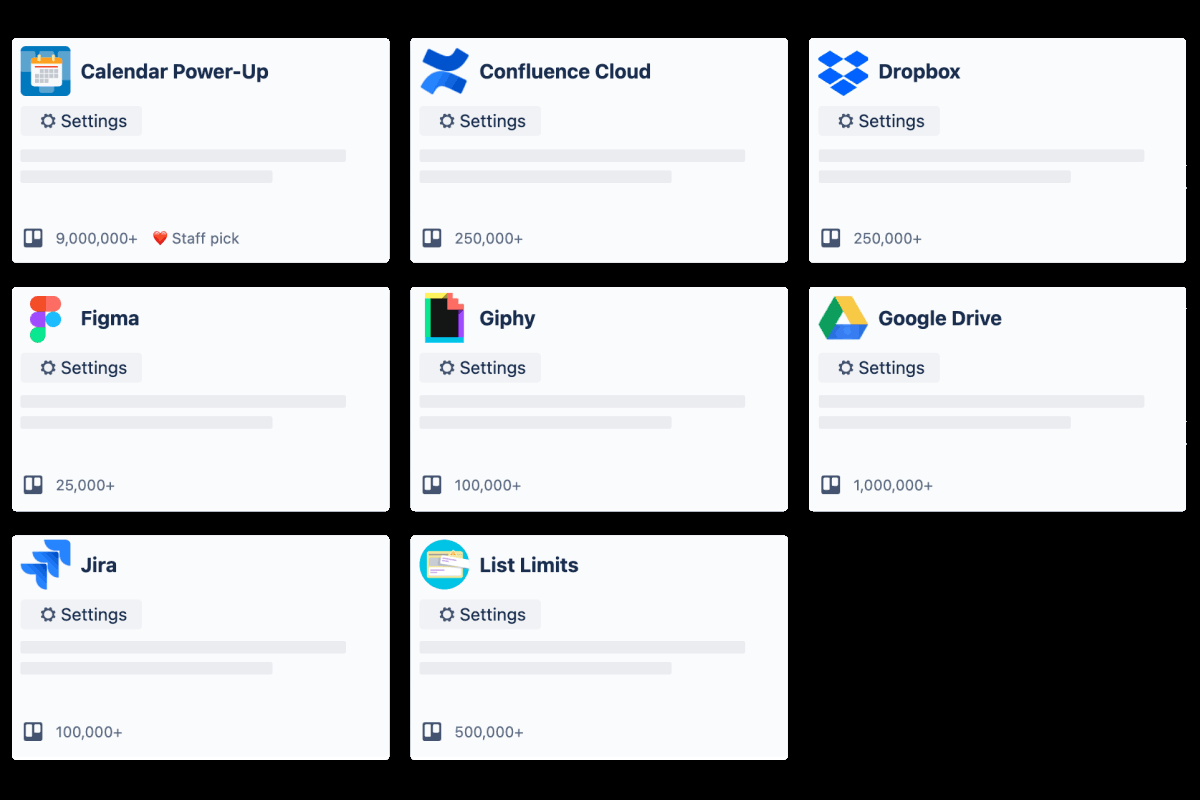 Calendar Power-Up
Settings
9,000,000+ ❤️ Staff pick
Confluence Cloud
Settings
250,000+
Dropbox
Settings
250,000+
Figma
Settings
25,000+
Giphy
Settings
100,000+
Google Drive
Settings
1,000,000+
Jira
Settings
100,000+
List Limits
Settings
500,000+